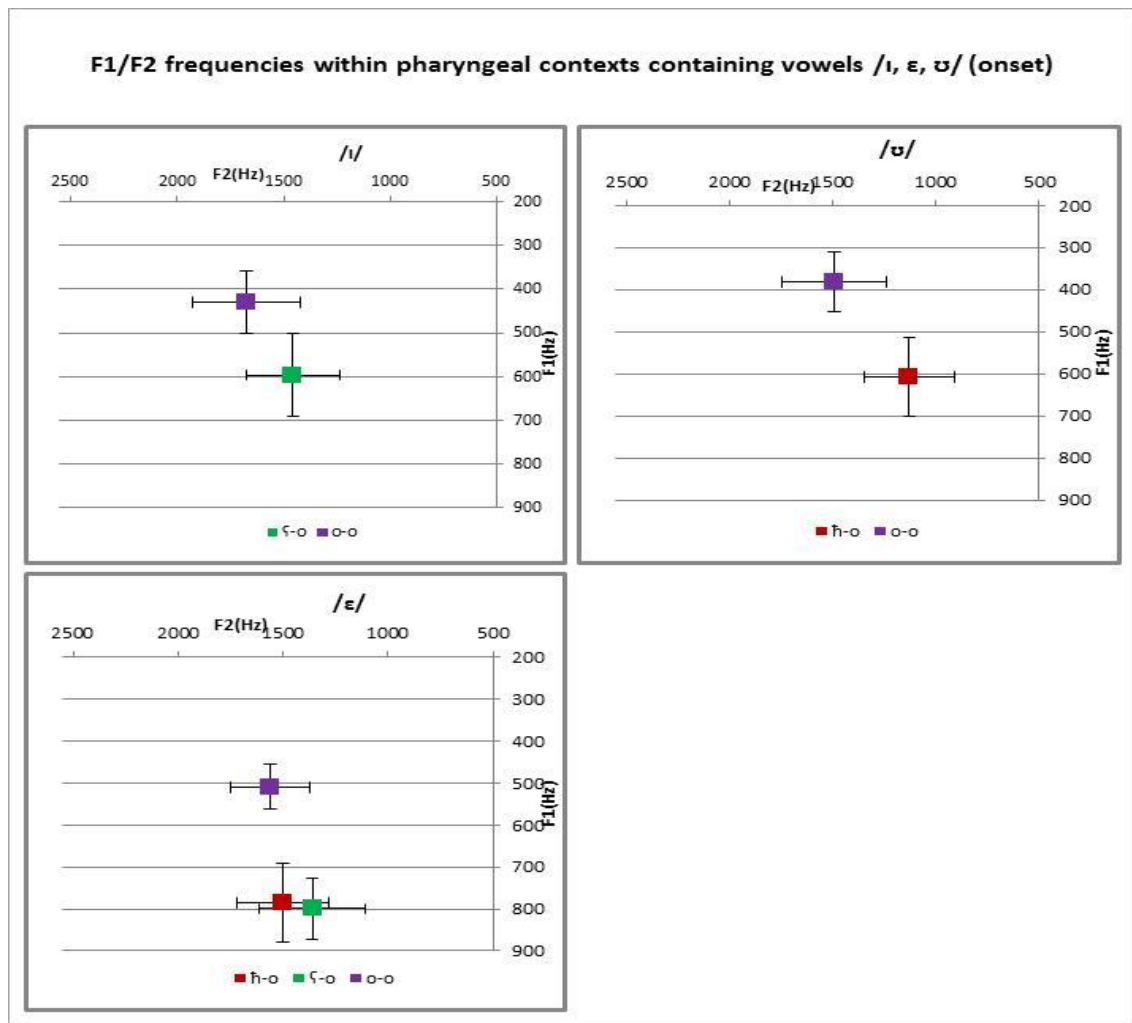 F1/F2 frequencies within pharyngeal contexts containing vowels /ɪ, ɛ, ʊ/ (onset)
/ɪ/
F2(Hz)
2500 2000 1500 1000 500
200
300
400
500
600
700
800
900
F1(Hz)
ʕ-o o-o
/ʊ/
F2(Hz)
2500 2000 1500 1000 500
200
300
400
500
600
700
800
900
F1(Hz)
ħ-o o-o
/ɛ/
F2(Hz)
2500 2000 1500 1000 500
200
300
400
500
600
700
800
900
F1(Hz)
ħ-o ʕ-o o-o